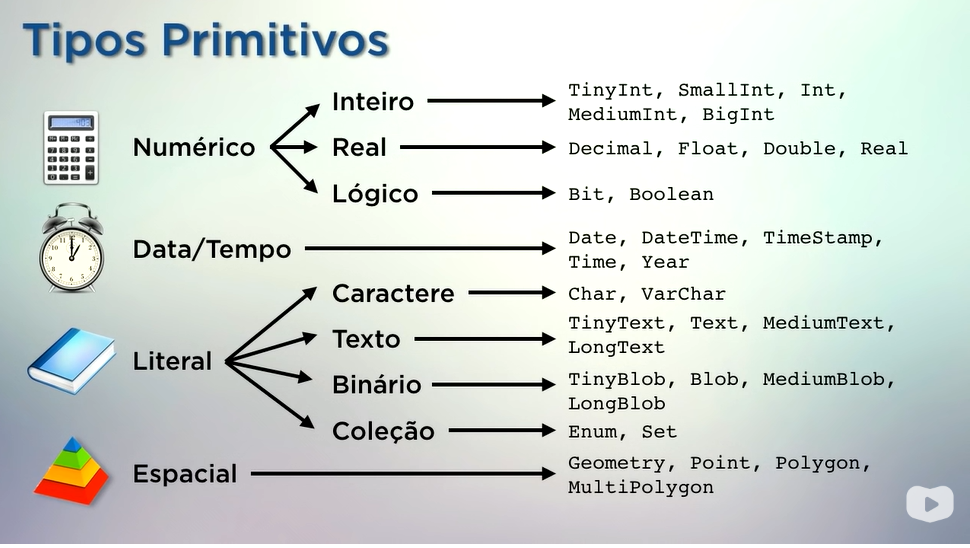 Tipos Primitivos
Numérico
Inteiro
TinyInt, SmallInt, Int,
MediumInt, BigInt
Real
Decimal, Float, Double, Real
Lógico
Bit, Boolean
Data/Tempo
Date, DateTime, TimeStamp,
Time, Year
Literal
Caractere
Char, VarChar
Texto
TinyText, Text, MediumText,
LongText
Binário
TinyBlob, Blob, MediumBlob,
LongBlob
Coleção
Enum, Set
Espacial
Geometry, Point, Polygon,
MultiPolygon